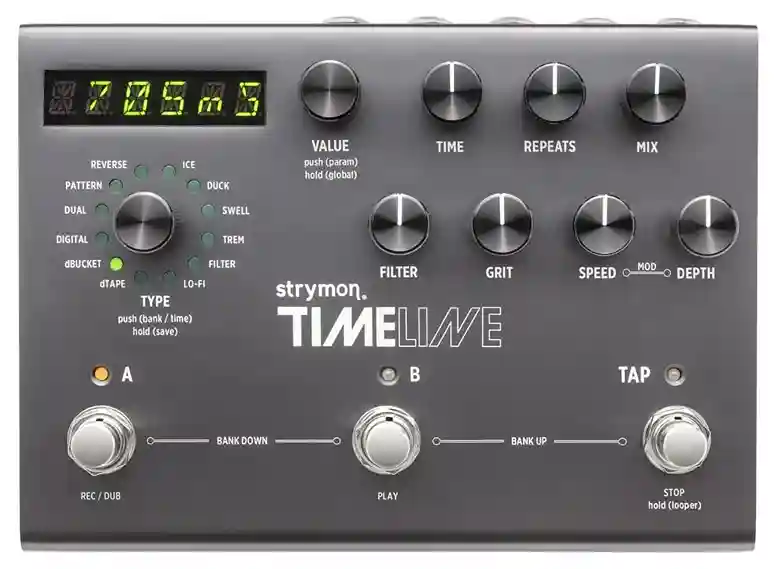 705mS
VALUE
push (param)
hold (global)
TIME
REPEATS
MIX
REVERSE
ICE
PATTERN
DUCK
DUAL
SWELL
DIGITAL
TREM
dBUCKET
FILTER
dTAPE
LO-FI
TYPE
push (bank / time)
hold (save)
FILTER
GRIT
SPEED
MOD
DEPTH
strymon.
TIMELINE
A
B
TAP
BANK DOWN
BANK UP
REC / DUB
PLAY
STOP
hold (looper)